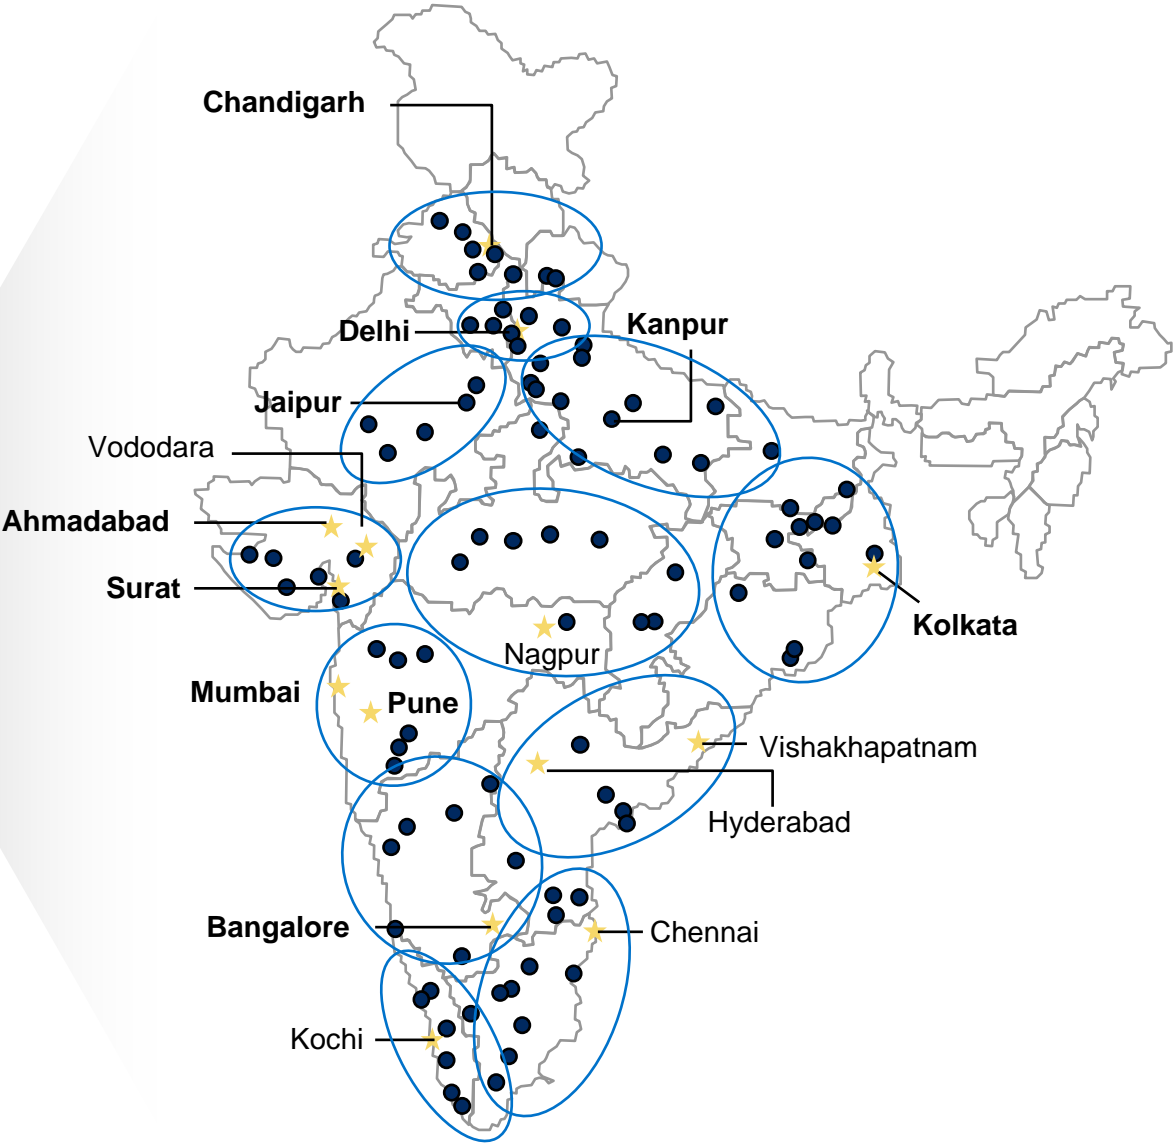 Chandigarh
Delhi
Kanpur
Jaipur
Vododara
Ahmadabad
Surat
Kolkata
Nagpur
Mumbai
Pune
Vishakhapatnam
Hyderabad
Bangalore
Chennai
Kochi